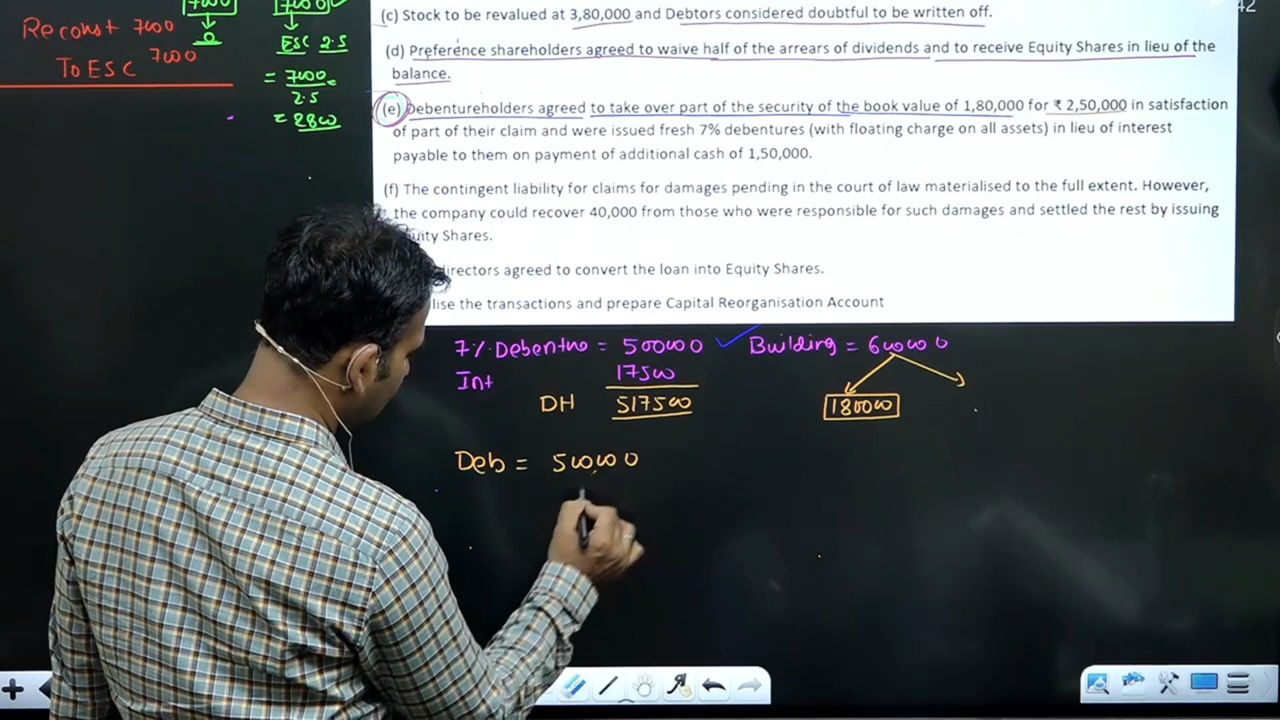 7000 7000 42
Reconst 7000
(c) Stock to be revalued at 3,80,000 and Debtors considered doubtful to be written off.
0 ESC 2.5
To ESC 7000
(d) Preference shareholders agreed to waive half of the arrears of dividends and to receive Equity Shares in lieu of the
balance.
= 7000
2.5
= 2800
(e) Debentureholders agreed to take over part of the security of the book value of 1,80,000 for ₹ 2,50,000 in satisfaction
of part of their claim and were issued fresh 7% debentures (with floating charge on all assets) in lieu of interest
payable to them on payment of additional cash of 1,50,000.
(f) The contingent liability for claims for damages pending in the court of law materialised to the full extent. However,
the company could recover 40,000 from those who were responsible for such damages and settled the rest by issuing
uity Shares.
directors agreed to convert the loan into Equity Shares.
lise the transactions and prepare Capital Reorganisation Account
7% Debentue = 500000 Building = 600000
Int 17500
DH 517500 180000
Deb = 500000